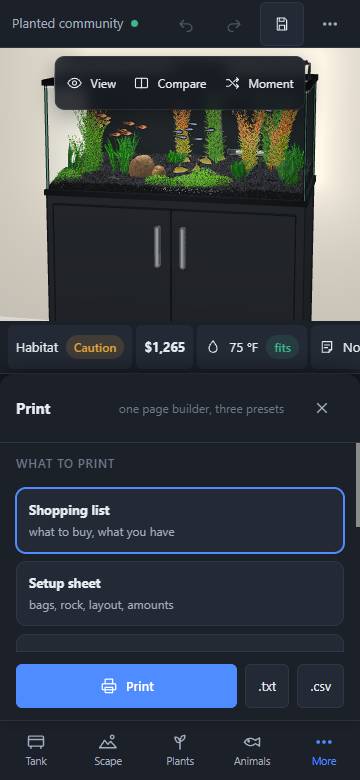 Planted community
View Compare Moment
Habitat Caution $1,265 75 °F fits No
Print one page builder, three presets
WHAT TO PRINT
Shopping list
what to buy, what you have
Setup sheet
bags, rock, layout, amounts
Print .txt .csv
Tank Scape Plants Animals More